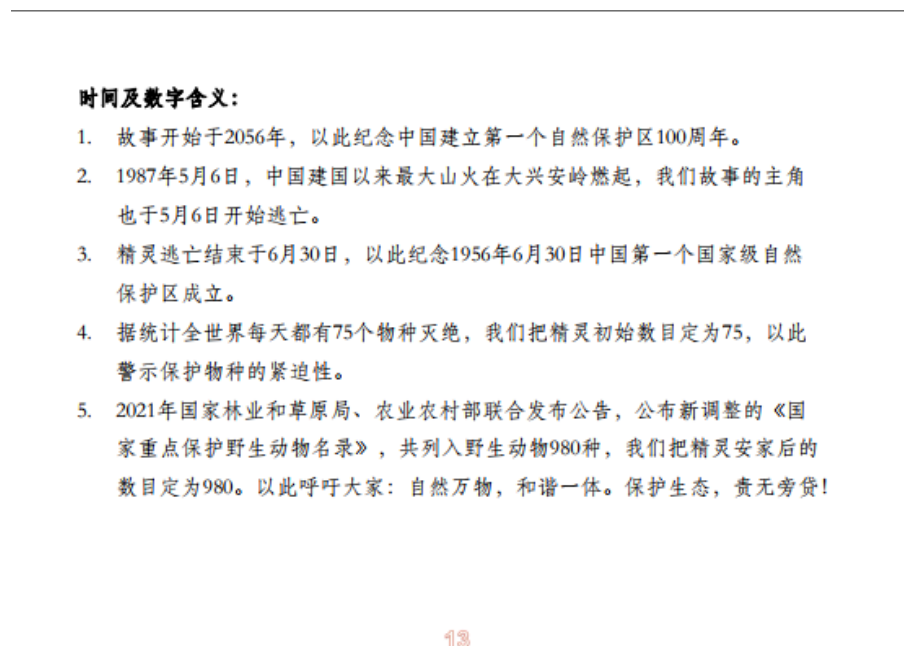 时间及数字含义：
1. 故事开始于2056年，以此纪念中国建立第一个自然保护区100周年。
2. 1987年5月6日，中国建国以来最大山火在大兴安岭燃起，我们故事的主角
也于5月6日开始逃亡。
3. 精灵逃亡结束于6月30日，以此纪念1956年6月30日中国第一个国家级自然
保护区成立。
4. 据统计全世界每天都有75个物种灭绝，我们把精灵初始数目定为75，以此
警示保护物种的紧迫性。
5. 2021年国家林业和草原局、农业农村部联合发布公告，公布新调整的《国
家重点保护野生动物名录》，共列入野生动物980种，我们把精灵安家后的
数目定为980。以此呼吁大家：自然万物，和谐一体。保护生态，责无旁贷！
13